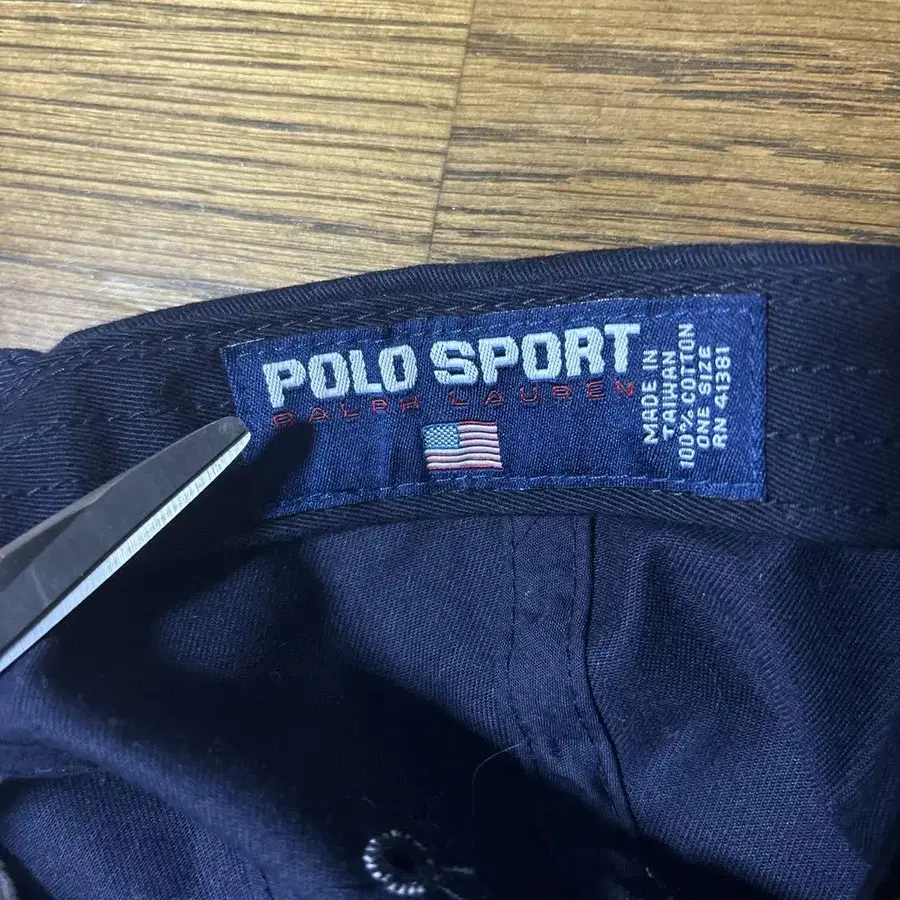 POLO SPORT
RALPH LAUREN
MADE IN
TAIWAN
100% COTTON
ONE SIZE
RN 41381